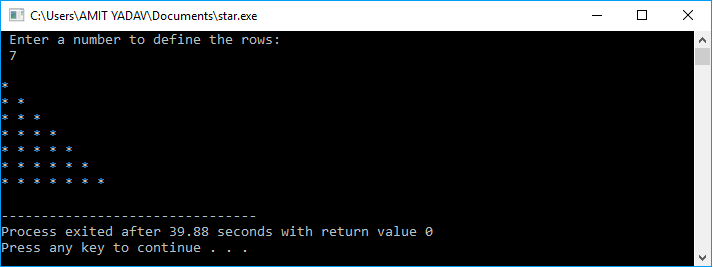 C:\Users\AMIT YADAV\Documents\star.exe
Enter a number to define the rows:
7
*
* *
* * *
* * * *
* * * * *
* * * * * *
* * * * * * *
--------------------------------
Process exited after 39.88 seconds with return value 0
Press any key to continue . . .